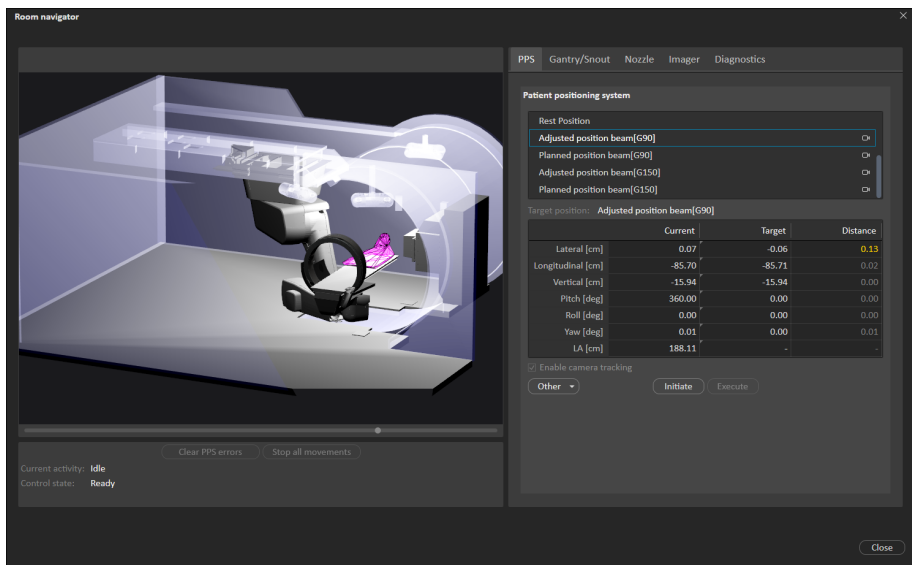 Room navigator
PPS Gantry/Snout Nozzle Imager Diagnostics
Patient positioning system
Rest Position
Adjusted position beam[G90]
Planned position beam[G90]
Adjusted position beam[G150]
Planned position beam[G150]
Target position: Adjusted position beam[G90]
Current Target Distance
Lateral [cm] 0.07 -0.06 0.13
Longitudinal [cm] -85.70 -85.71 0.02
Vertical [cm] -15.94 -15.94 0.00
Pitch [deg] 360.00 0.00 0.00
Roll [deg] 0.00 0.00 0.00
Yaw [deg] 0.01 0.00 0.01
LA [cm] 188.11 - -
Enable camera tracking
Other Initiate Execute
Clear PPS errors Stop all movements
Current activity: Idle
Control state: Ready
Close